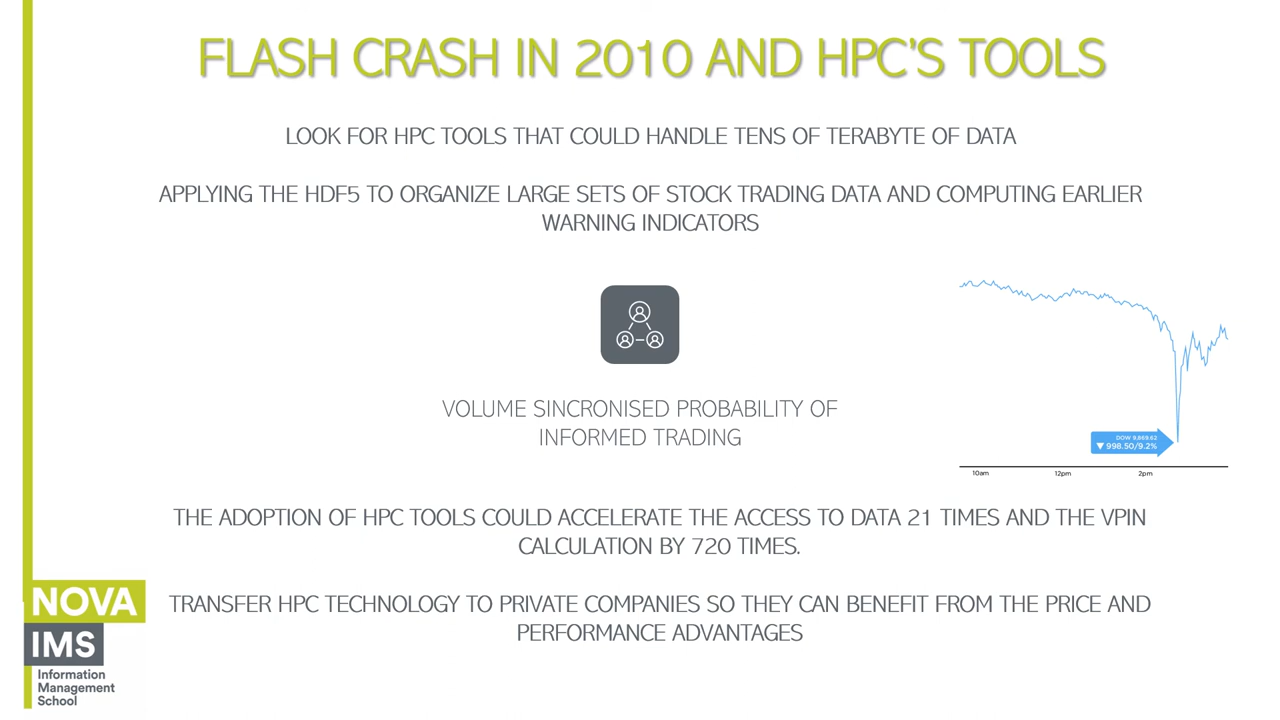 FLASH CRASH IN 2010 AND HPC'S TOOLS
LOOK FOR HPC TOOLS THAT COULD HANDLE TENS OF TERABYTE OF DATA
APPLYING THE HDF5 TO ORGANIZE LARGE SETS OF STOCK TRADING DATA AND COMPUTING EARLIER
WARNING INDICATORS
VOLUME SINCRONISED PROBABILITY OF
INFORMED TRADING
DOW 9,869.62
▼ 998.50/9.2%
10am 12pm 2pm
THE ADOPTION OF HPC TOOLS COULD ACCELERATE THE ACCESS TO DATA 21 TIMES AND THE VPIN
CALCULATION BY 720 TIMES.
TRANSFER HPC TECHNOLOGY TO PRIVATE COMPANIES SO THEY CAN BENEFIT FROM THE PRICE AND
PERFORMANCE ADVANTAGES
NOVA
IMS
Information
Management
School